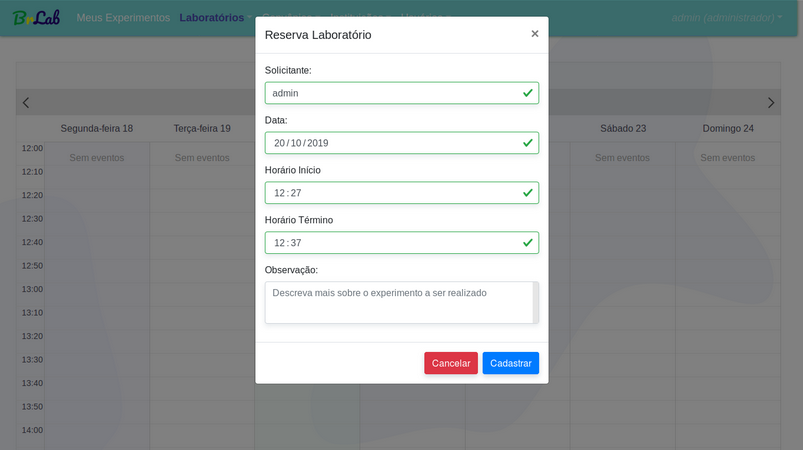 BrLab
Meus Experimentos
Laboratórios
admin (administrador)
Reserva Laboratório
×
Solicitante:
admin
Data:
20/10/2019
Horário Início
12:27
Horário Término
12:37
Observação:
Descreva mais sobre o experimento a ser realizado
Cancelar
Cadastrar
Segunda-feira 18
Terça-feira 19
Sábado 23
Domingo 24
Sem eventos
Sem eventos
Sem eventos
Sem eventos
12:00
12:10
12:20
12:30
12:40
12:50
13:00
13:10
13:20
13:30
13:40
13:50
14:00